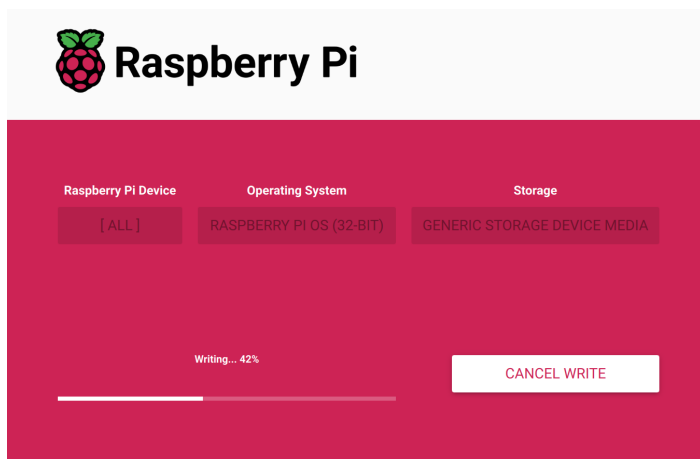 Raspberry Pi
Raspberry Pi Device
Operating System
Storage
[ ALL ]
RASPBERRY PI OS (32-BIT)
GENERIC STORAGE DEVICE MEDIA
Writing... 42%
CANCEL WRITE